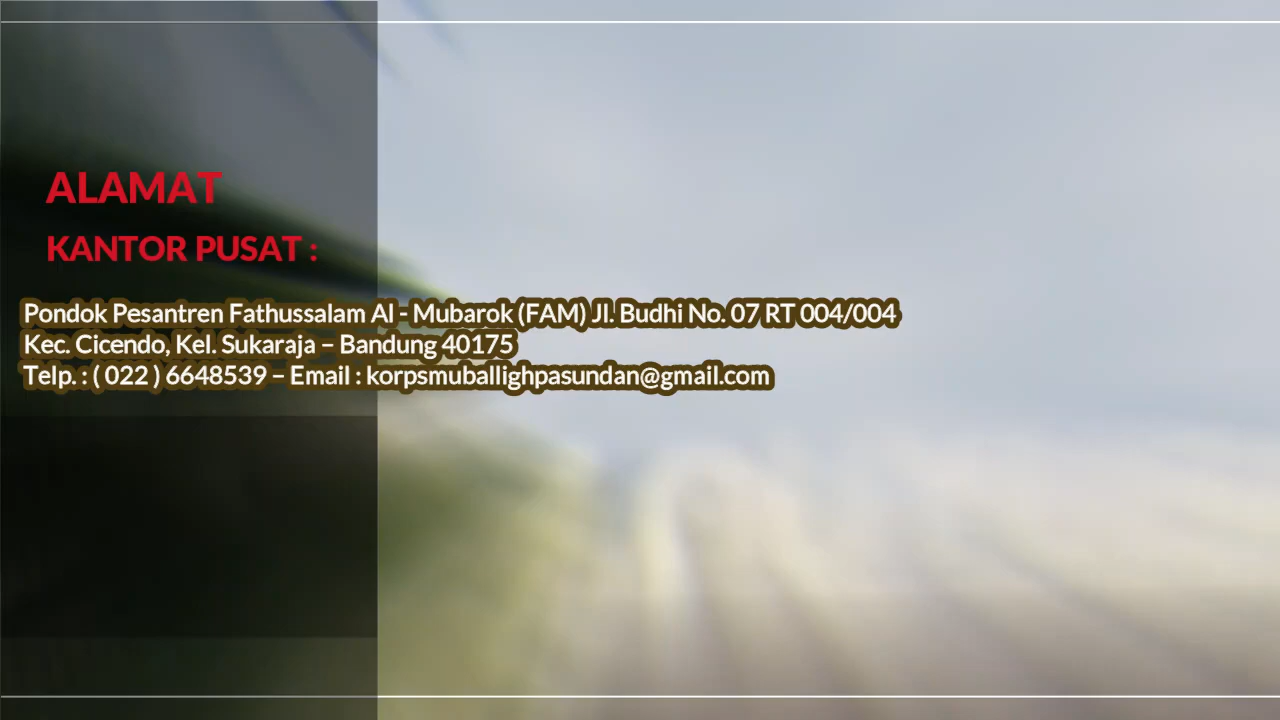 ALAMAT
KANTOR PUSAT :
Pondok Pesantren Fathussalam Al - Mubarok (FAM) Jl. Budhi No. 07 RT 004/004
Kec. Cicendo, Kel. Sukaraja – Bandung 40175
Telp. : ( 022 ) 6648539 – Email : korpsmuballighpasundan@gmail.com